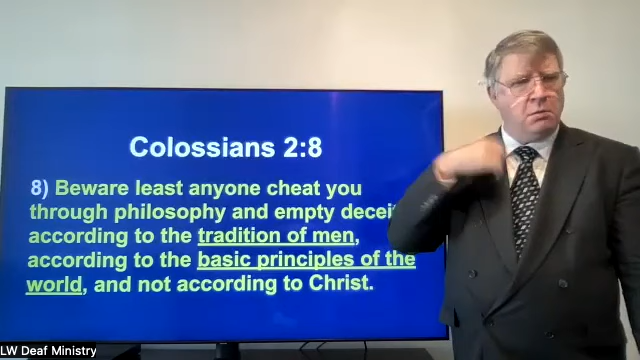 Colossians 2:8
8) Beware least anyone cheat you
through philosophy and empty decei
according to the tradition of men,
according to the basic principles of the
world, and not according to Christ.
LW Deaf Ministry